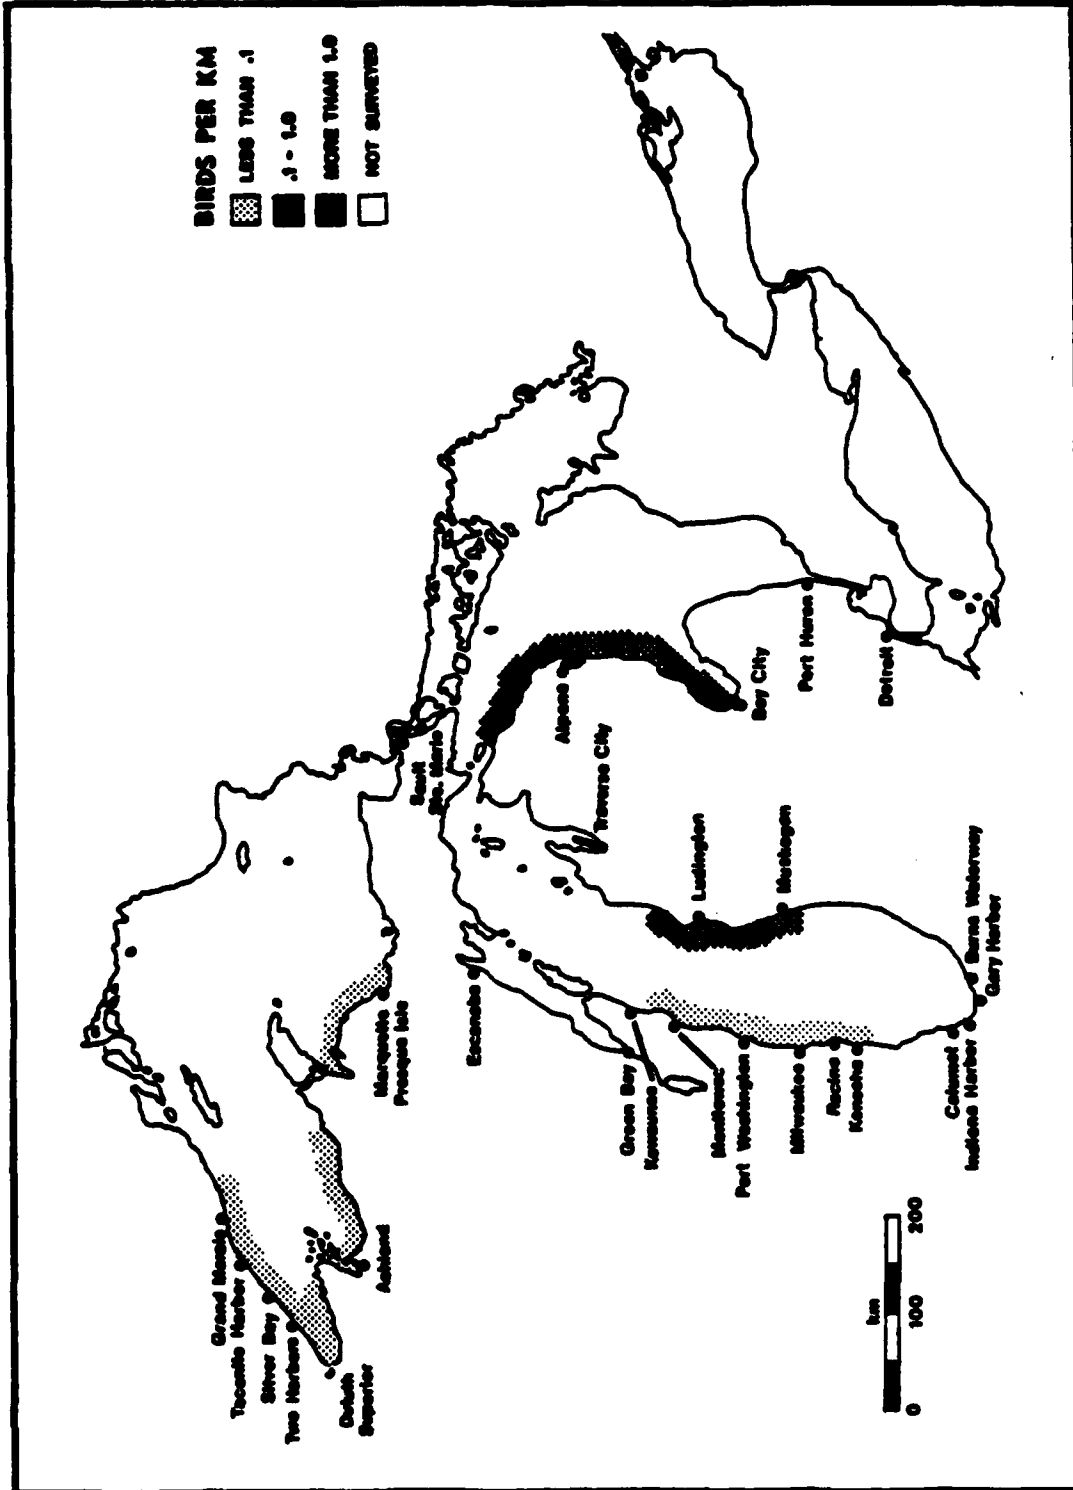 BIRDS PER KM
LESS THAN .1
.1 - 1.0
MORE THAN 1.0
NOT SURVEYED
Grand Marais
Taconite Harbor
Silver Bay
Two Harbors
Duluth
Superior
Ashland
Marquette
Presque Isle
Sault
Ste. Marie
Escanaba
Alpena
Traverse City
Bay City
Port Huron
Detroit
Ludington
Muskegon
Green Bay
Kewaunee
Manitowoc
Port Washington
Milwaukee
Racine
Kenosha
Calumet
Indiana Harbor
Burns Waterway
Gary Harbor
km
0 100 200